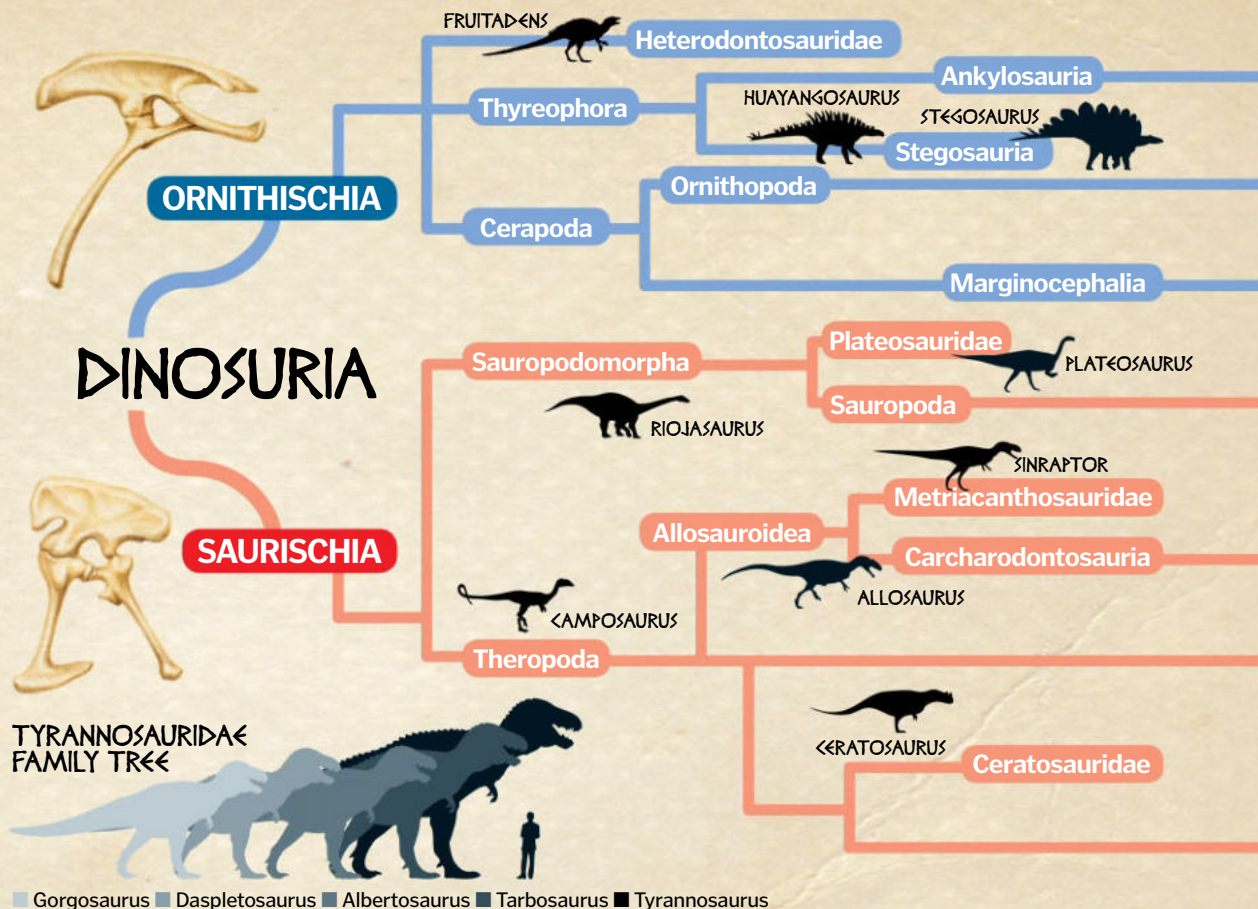 FRUITADENS
Heterodontosauridae
Ankylosauria
Thyreophora
HUAYANGOSAURUS
STEGOSAURUS
Stegosauria
ORNITHISCHIA
Ornithopoda
Cerapoda
Marginocephalia
DINOSURIA
Sauropodomorpha
Plateosauridae
PLATEOSAURUS
Sauropoda
RIOJASAURUS
SINRAPTOR
Metriacanthosauridae
Allosauroidea
SAURISCHIA
Carcharodontosauria
ALLOSAURUS
CAMPOSAURUS
Theropoda
TYRANNOSAURIDAE
FAMILY TREE
CERATOSAURUS
Ceratosauridae
Gorgosaurus Daspletosaurus Albertosaurus Tarbosaurus Tyrannosaurus